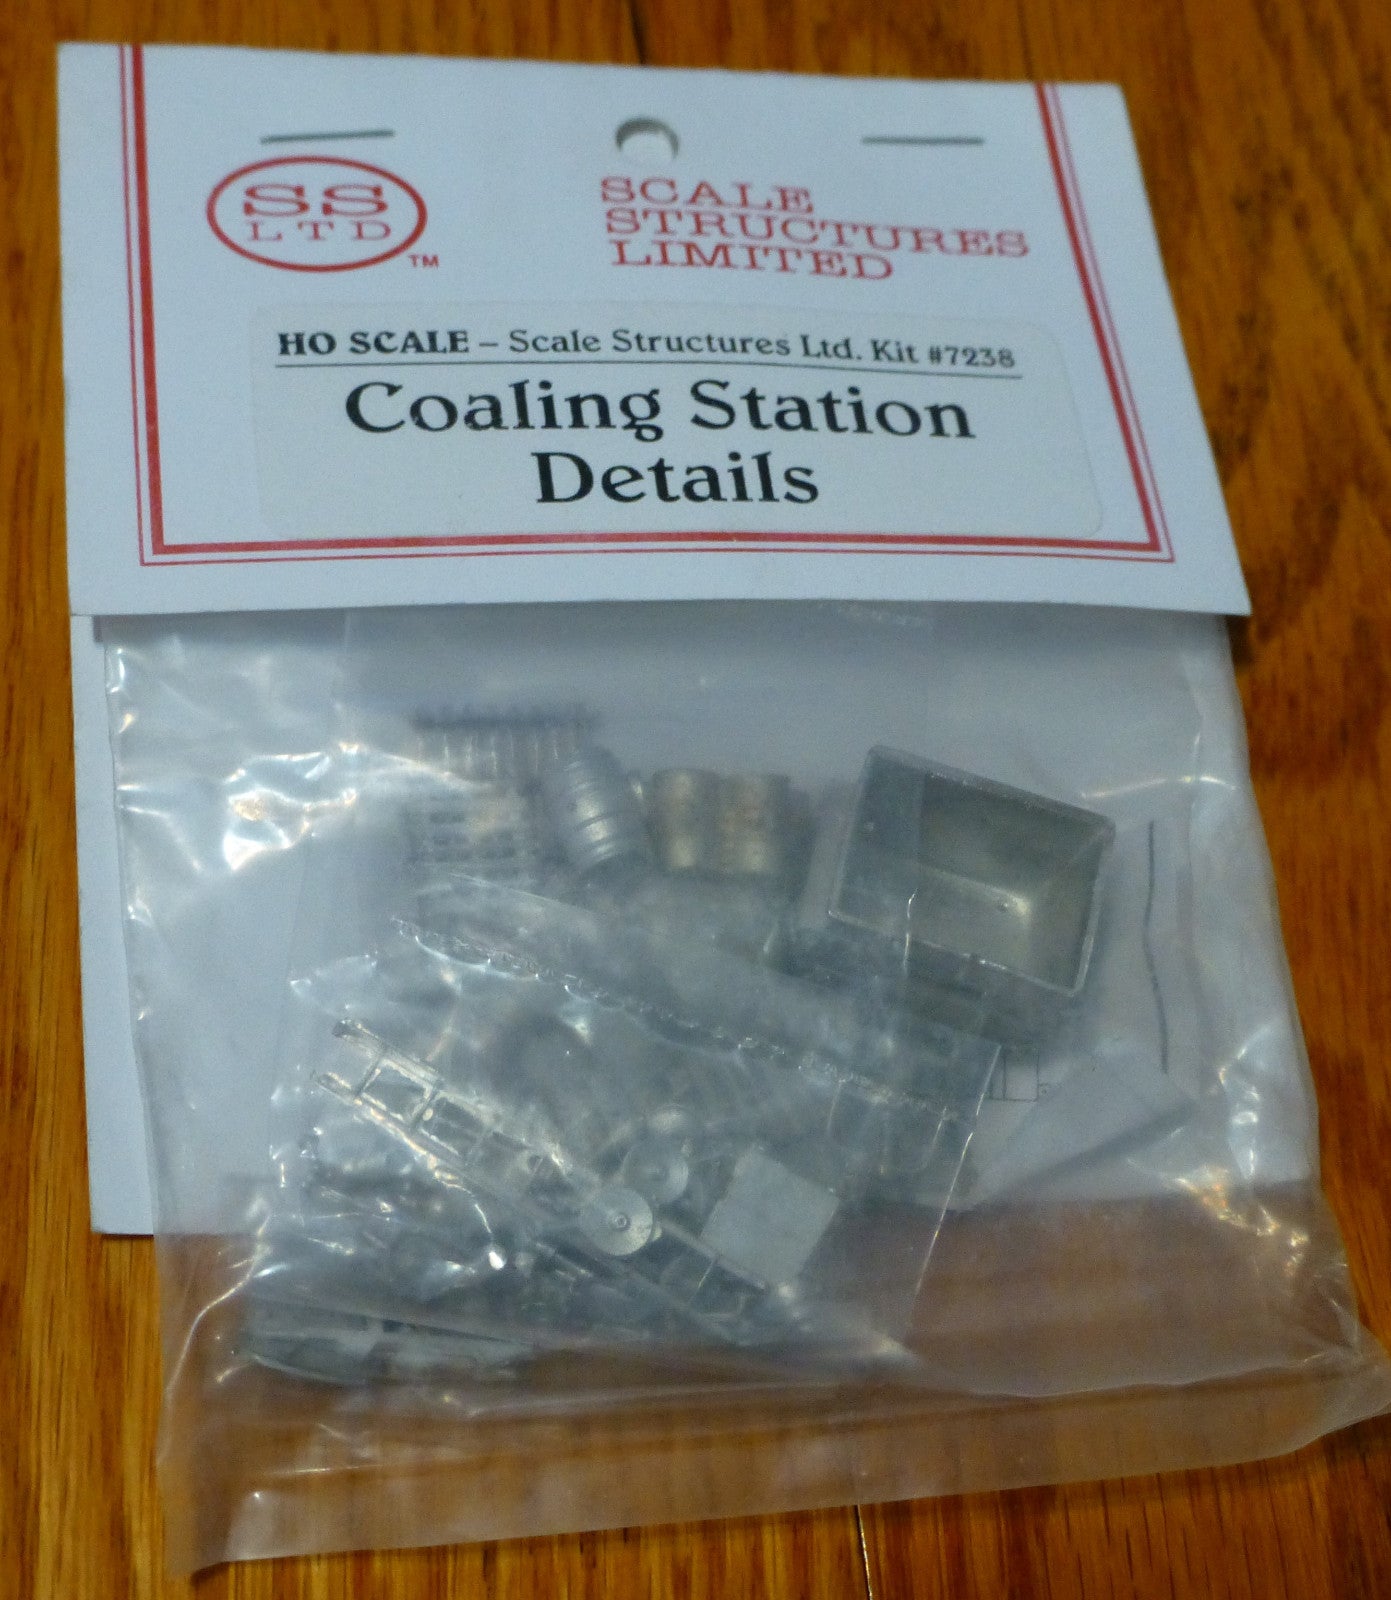 SS
LTD
TM
SCALE
STRUCTURES
LIMITED
HO SCALE – Scale Structures Ltd. Kit #7238
Coaling Station
Details